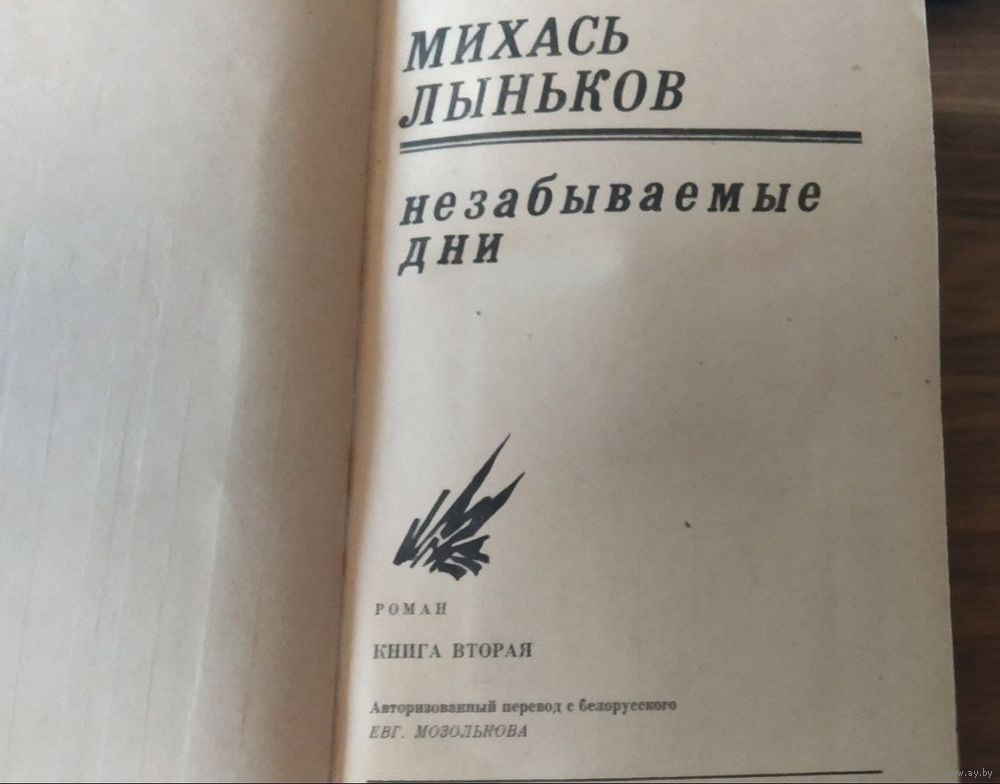 МИХАСЬ
ЛЫНЬКОВ
незабываемые
дни
РОМАН
КНИГА ВТОРАЯ
Авторизованный перевод с белорусского
ЕВГ. МОЗОЛЬКОВА